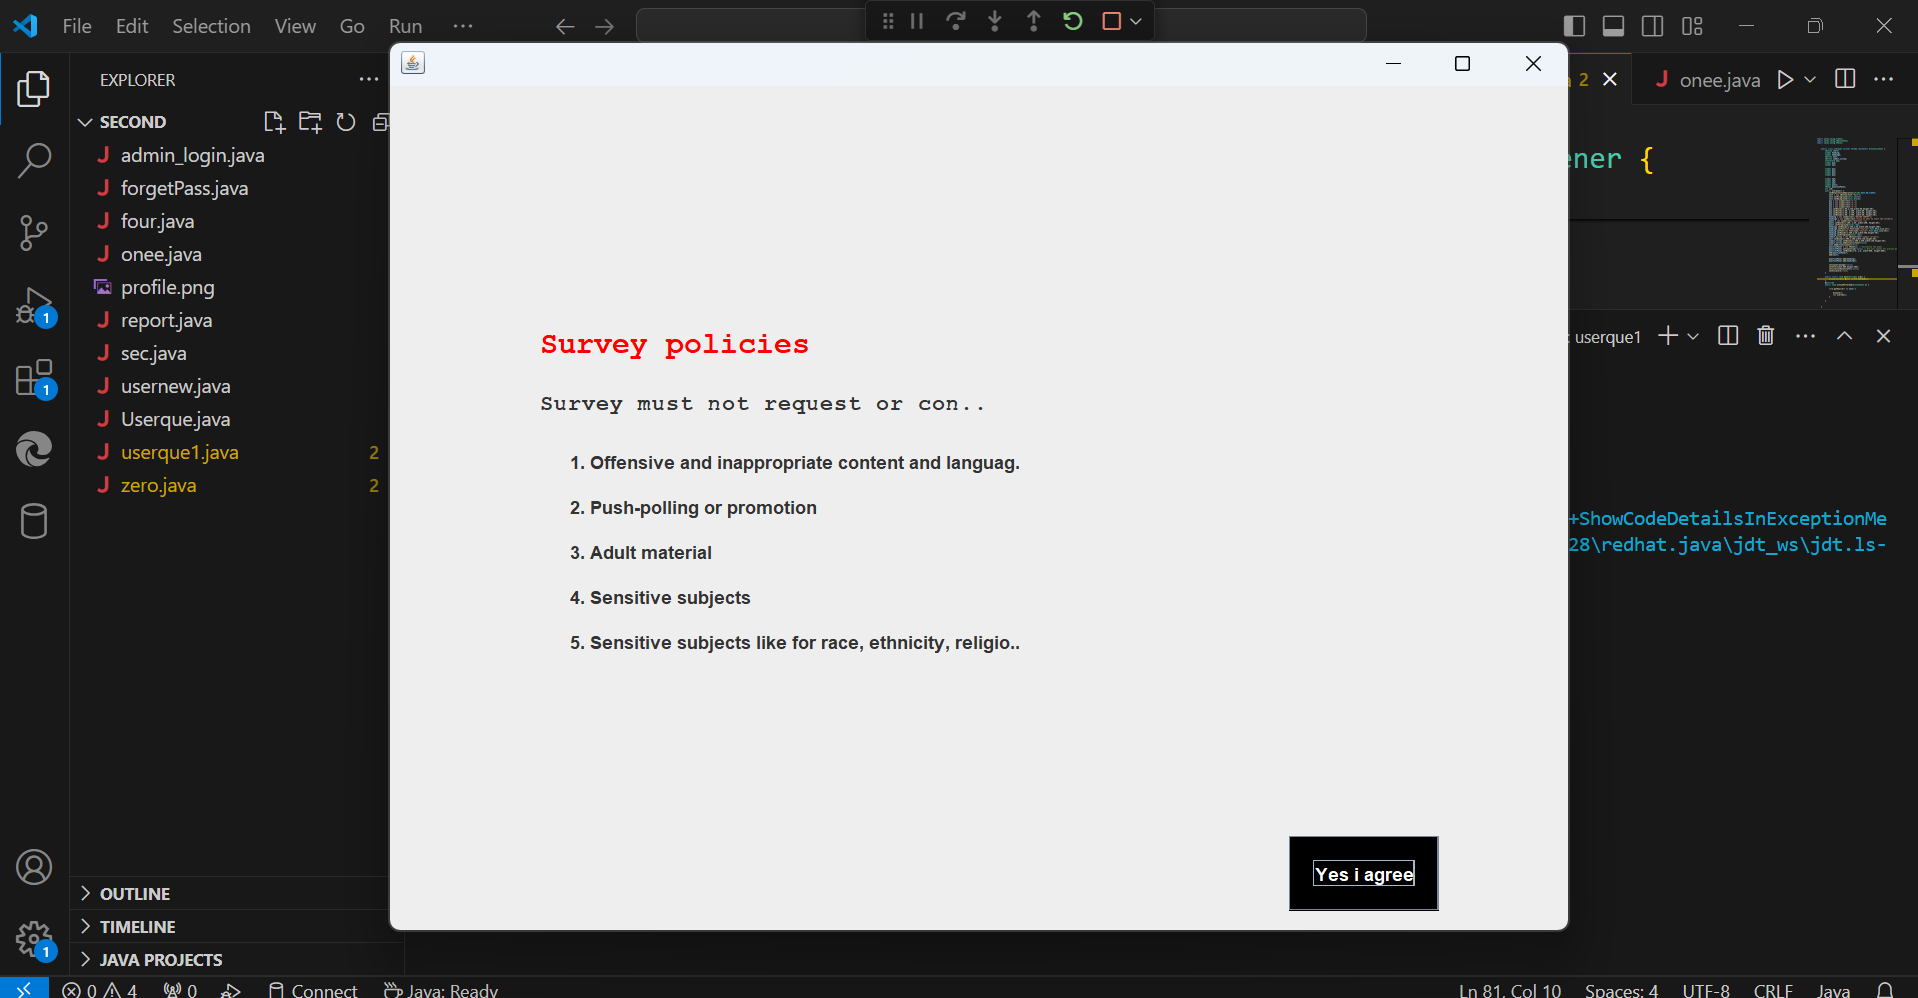 File Edit Selection View Go Run ...
EXPLORER
SECOND
admin_login.java
forgetPass.java
four.java
onee.java
profile.png
report.java
sec.java
usernew.java
Userque.java
userque1.java 2
zero.java 2
OUTLINE
TIMELINE
JAVA PROJECTS
1
1
1
Survey policies
Survey must not request or con..
1. Offensive and inappropriate content and languag.
2. Push-polling or promotion
3. Adult material
4. Sensitive subjects
5. Sensitive subjects like for race, ethnicity, religio..
Yes i agree
2 onee.java
ener {
: userque1
+ShowCodeDetailsInExceptionMe
28\redhat.java\jdt_ws\jdt.ls-
0 4 0 Connect Java: Ready
Ln 81, Col 10 Spaces: 4 UTF-8 CRLF Java